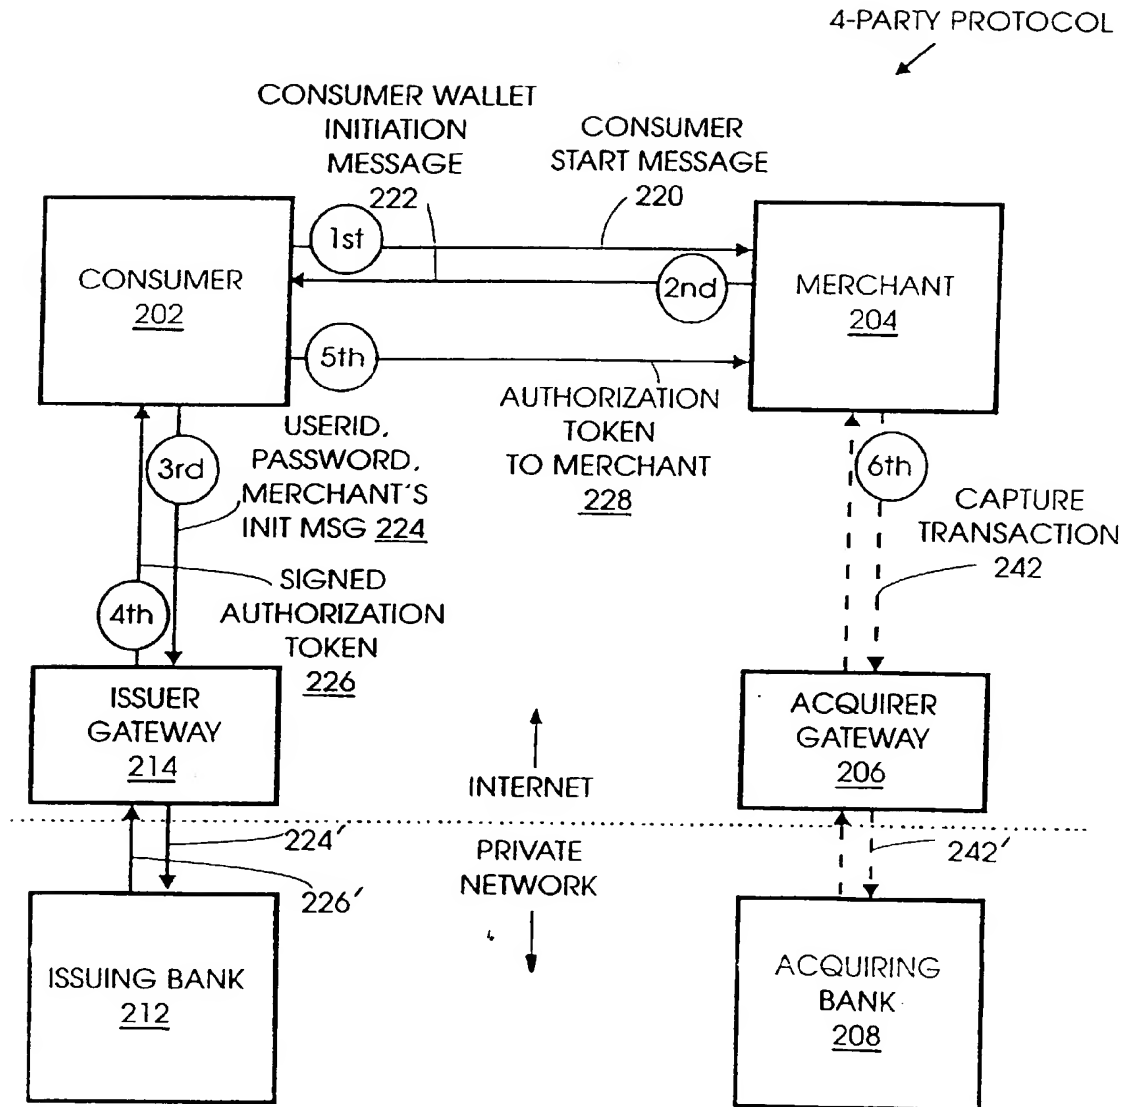 4-PARTY PROTOCOL
CONSUMER WALLET
INITIATION
MESSAGE
222
CONSUMER
START MESSAGE
220
1st
CONSUMER
202
2nd
MERCHANT
204
5th
AUTHORIZATION
TOKEN
TO MERCHANT
228
USERID,
PASSWORD,
MERCHANT'S
INIT MSG 224
3rd
6th
CAPTURE
TRANSACTION
242
4th
SIGNED
AUTHORIZATION
TOKEN
226
ISSUER
GATEWAY
214
ACQUIRER
GATEWAY
206
INTERNET
224'
PRIVATE
NETWORK
242'
226'
ISSUING BANK
212
ACQUIRING
BANK
208